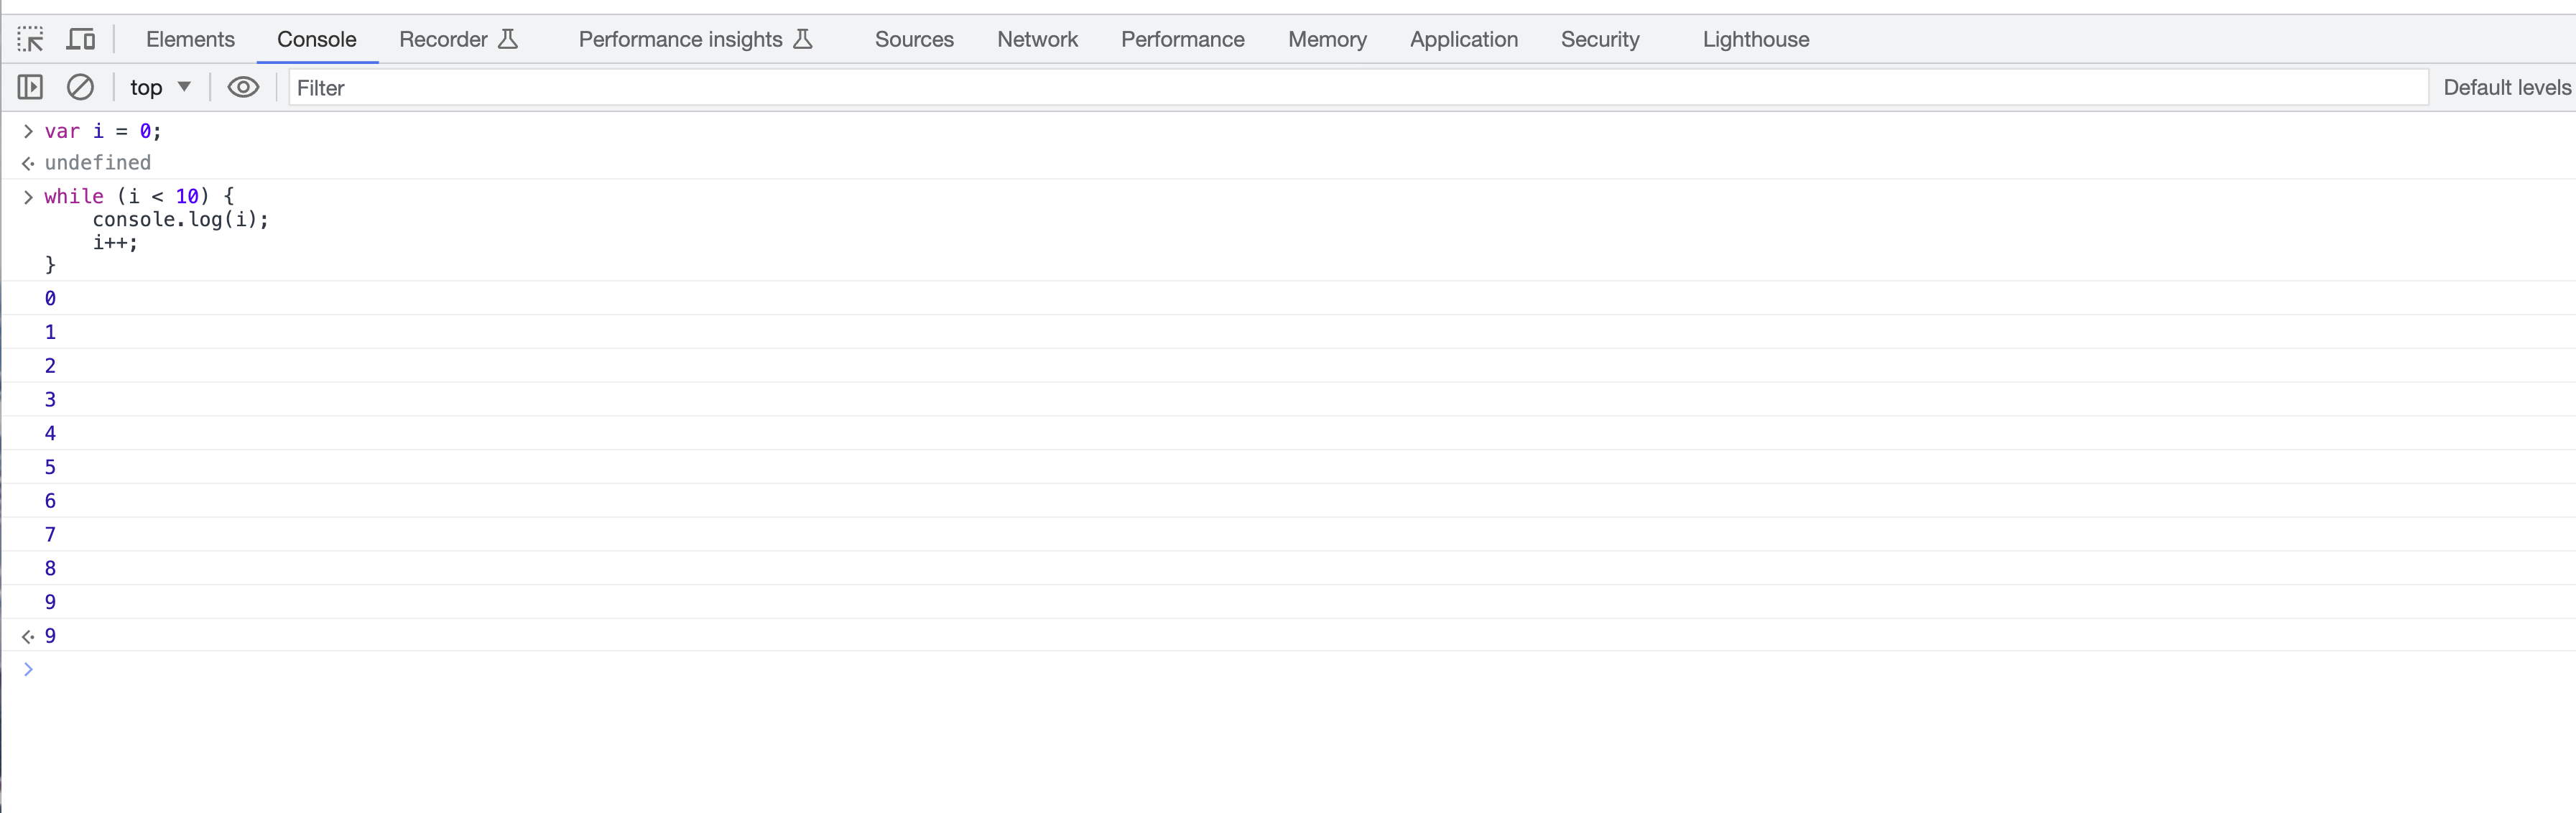 Elements Console Recorder Performance insights Sources Network Performance Memory Application Security Lighthouse
top Filter Default levels
> var i = 0;
undefined
> while (i < 10) {
    console.log(i);
    i++;
}
0
1
2
3
4
5
6
7
8
9
9
>